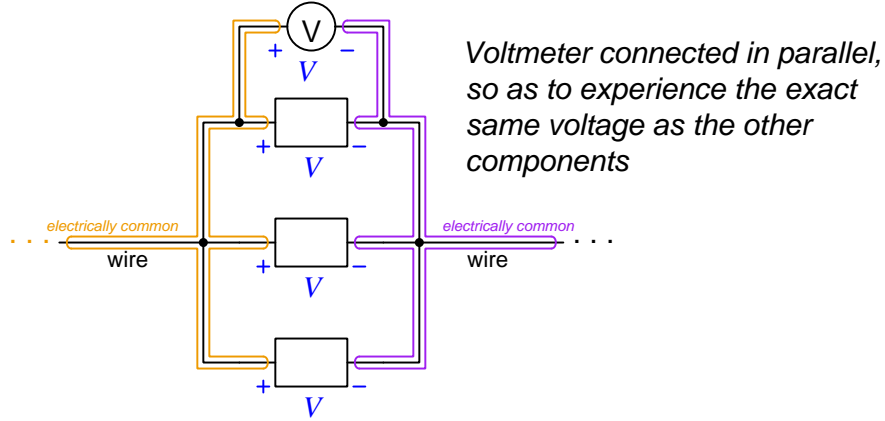 V
+ −
V
Voltmeter connected in parallel,
so as to experience the exact
same voltage as the other
components
+ −
V
electrically common
electrically common
. . .
. . .
wire
wire
+ −
V
+ −
V